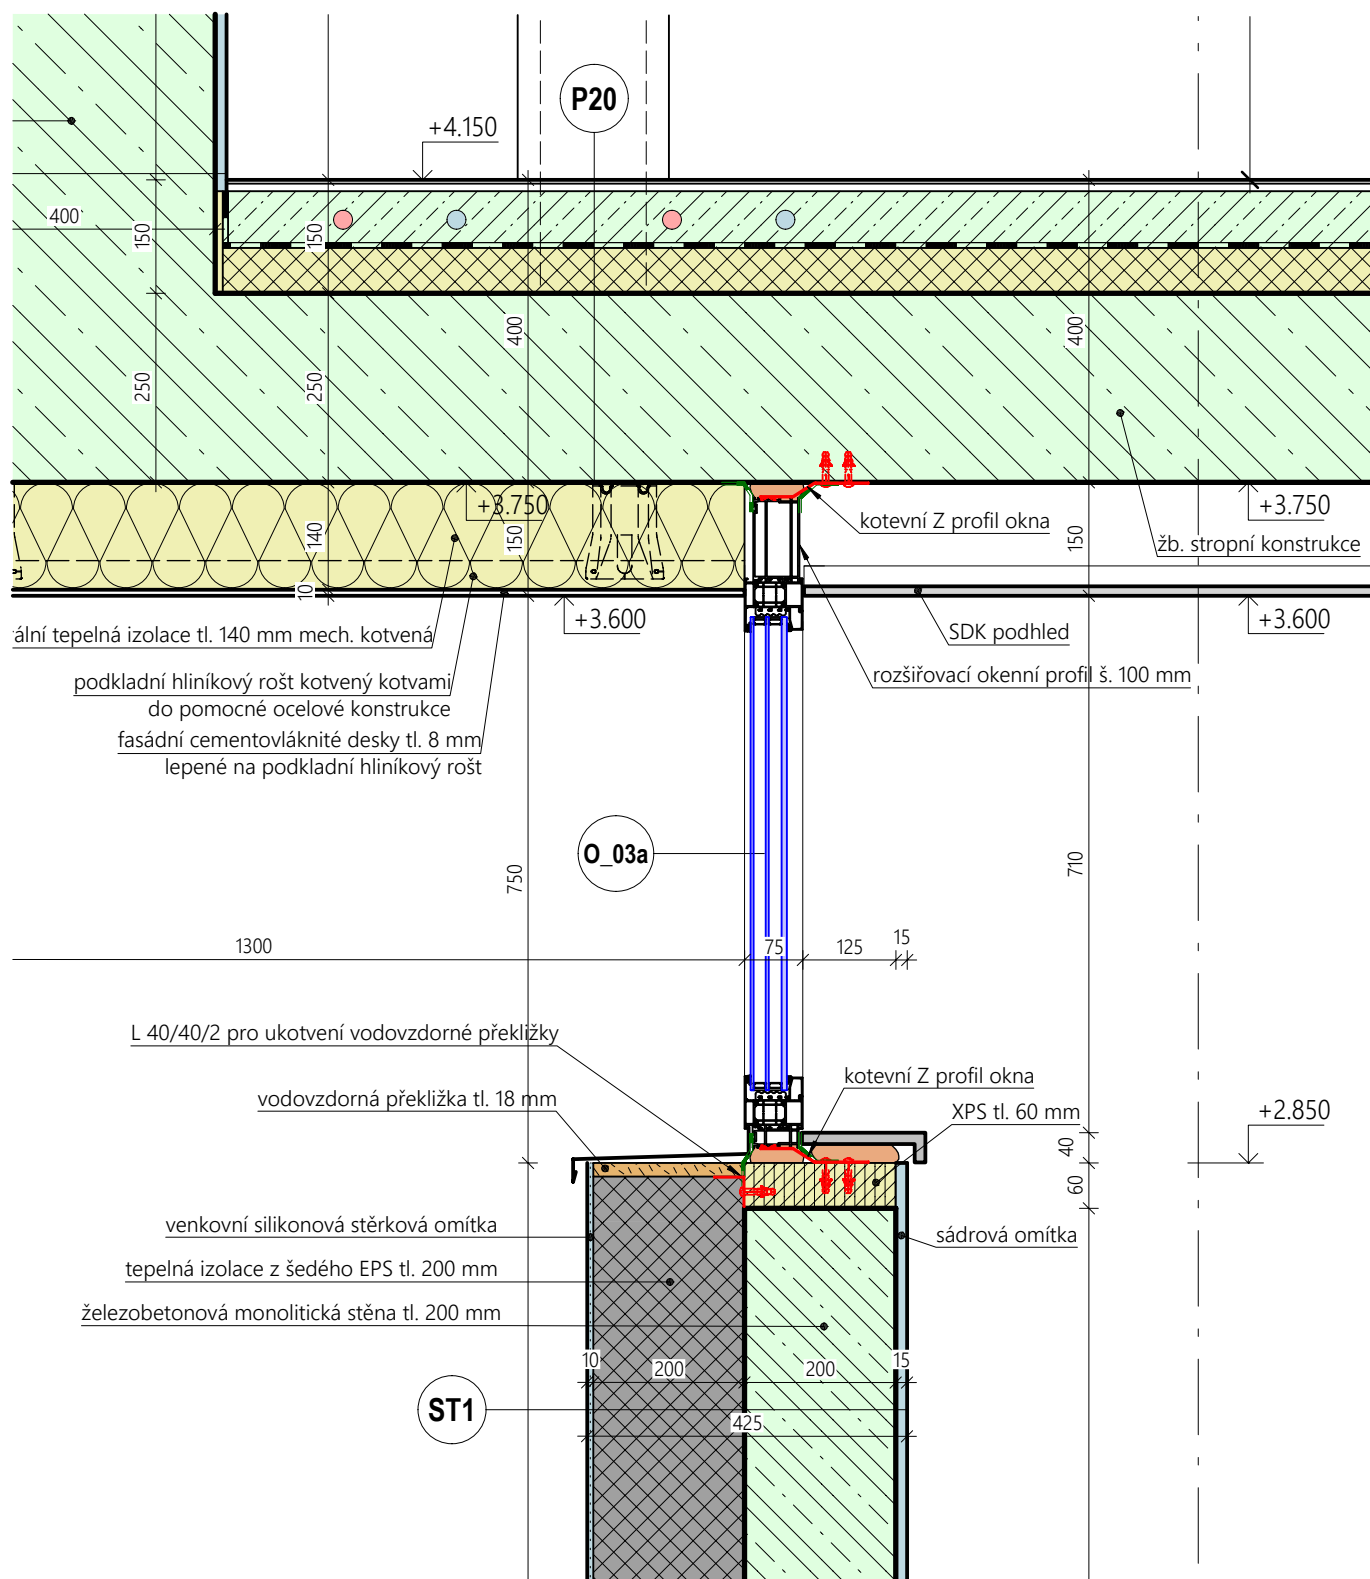 P20
+4.150
400
150
150
400
400
250
250
+3.750
+3.750
kotevní Z profil okna
žb. stropní konstrukce
140
150
150
10
+3.600
+3.600
SDK podhled
tepelná izolace tl. 140 mm mech. kotvená
rozšiřovací okenní profil š. 100 mm
podkladní hliníkový rošt kotvený kotvami
do pomocné ocelové konstrukce
fasádní cementovláknité desky tl. 8 mm
lepené na podkladní hliníkový rošt
O_03a
750
710
1300
75
125
15
L 40/40/2 pro ukotvení vodovzdorné překližky
kotevní Z profil okna
vodovzdorná překližka tl. 18 mm
XPS tl. 60 mm
+2.850
40
60
venkovní silikonová stěrková omítka
sádrová omítka
tepelná izolace z šedého EPS tl. 200 mm
železobetonová monolitická stěna tl. 200 mm
10
200
200
15
ST1
425